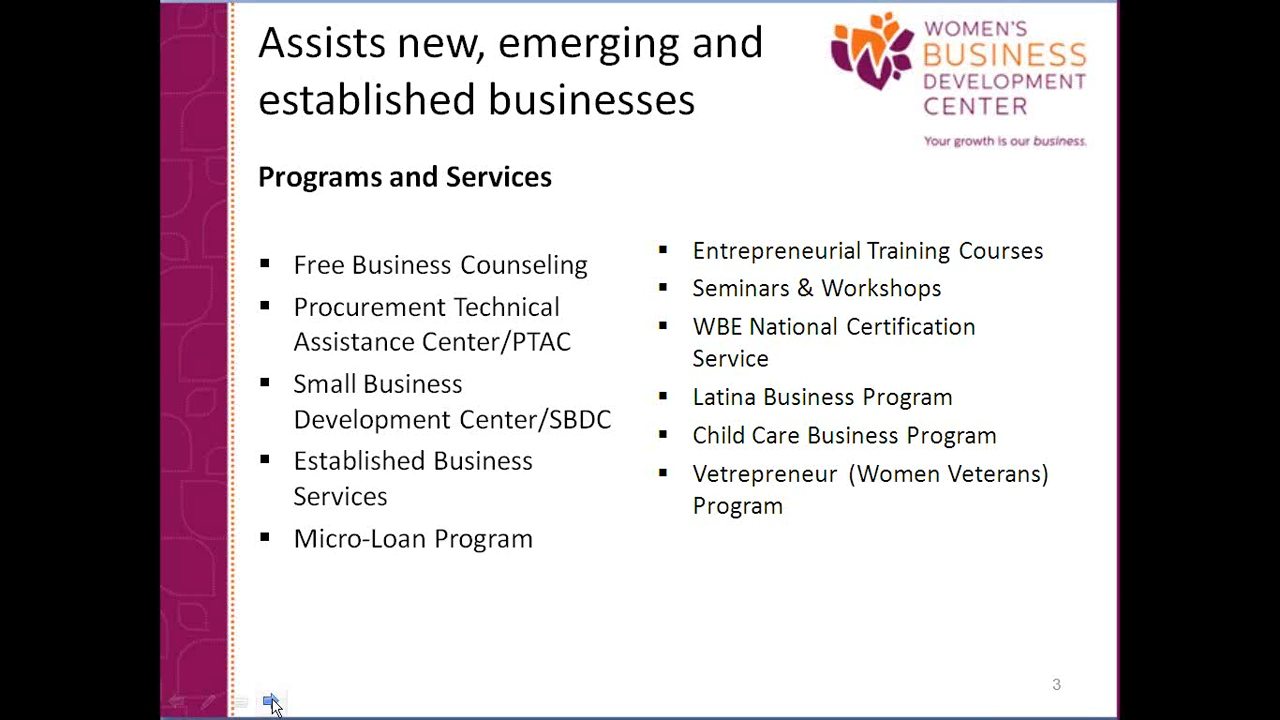 Assists new, emerging and
established businesses
WOMEN'S
BUSINESS
DEVELOPMENT
CENTER
Your growth is our business.
Programs and Services
▪ Free Business Counseling
▪ Procurement Technical
Assistance Center/PTAC
▪ Small Business
Development Center/SBDC
▪ Established Business
Services
▪ Micro-Loan Program
▪ Entrepreneurial Training Courses
▪ Seminars & Workshops
▪ WBE National Certification
Service
▪ Latina Business Program
▪ Child Care Business Program
▪ Vetrepreneur (Women Veterans)
Program
3